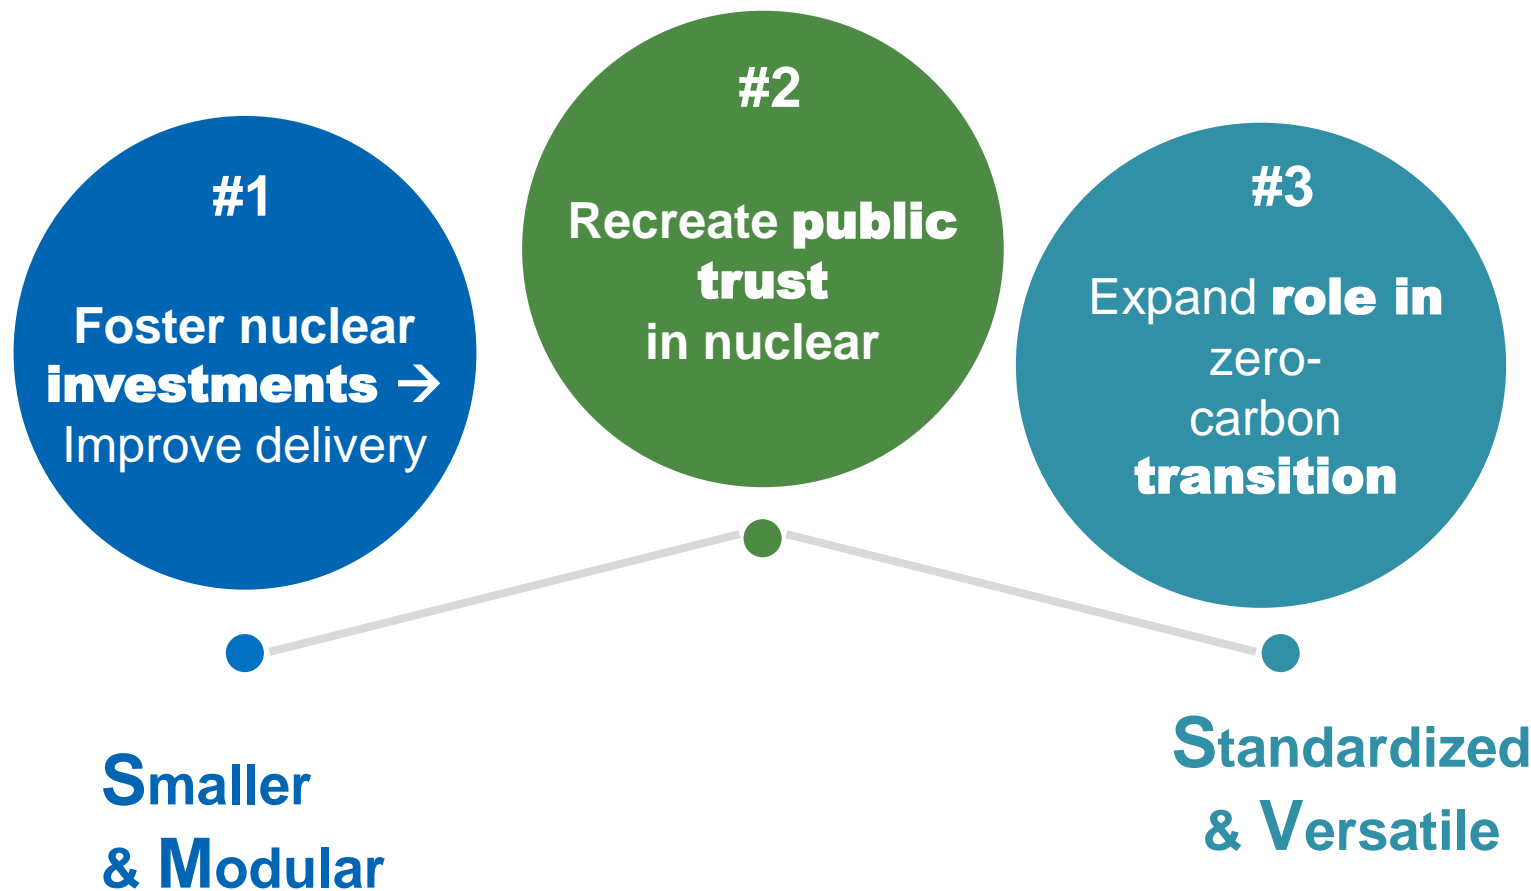 #1
Foster nuclear
investments →
Improve delivery
#2
Recreate public
trust
in nuclear
#3
Expand role in
zero-
carbon
transition
Smaller
& Modular
Standardized
& Versatile